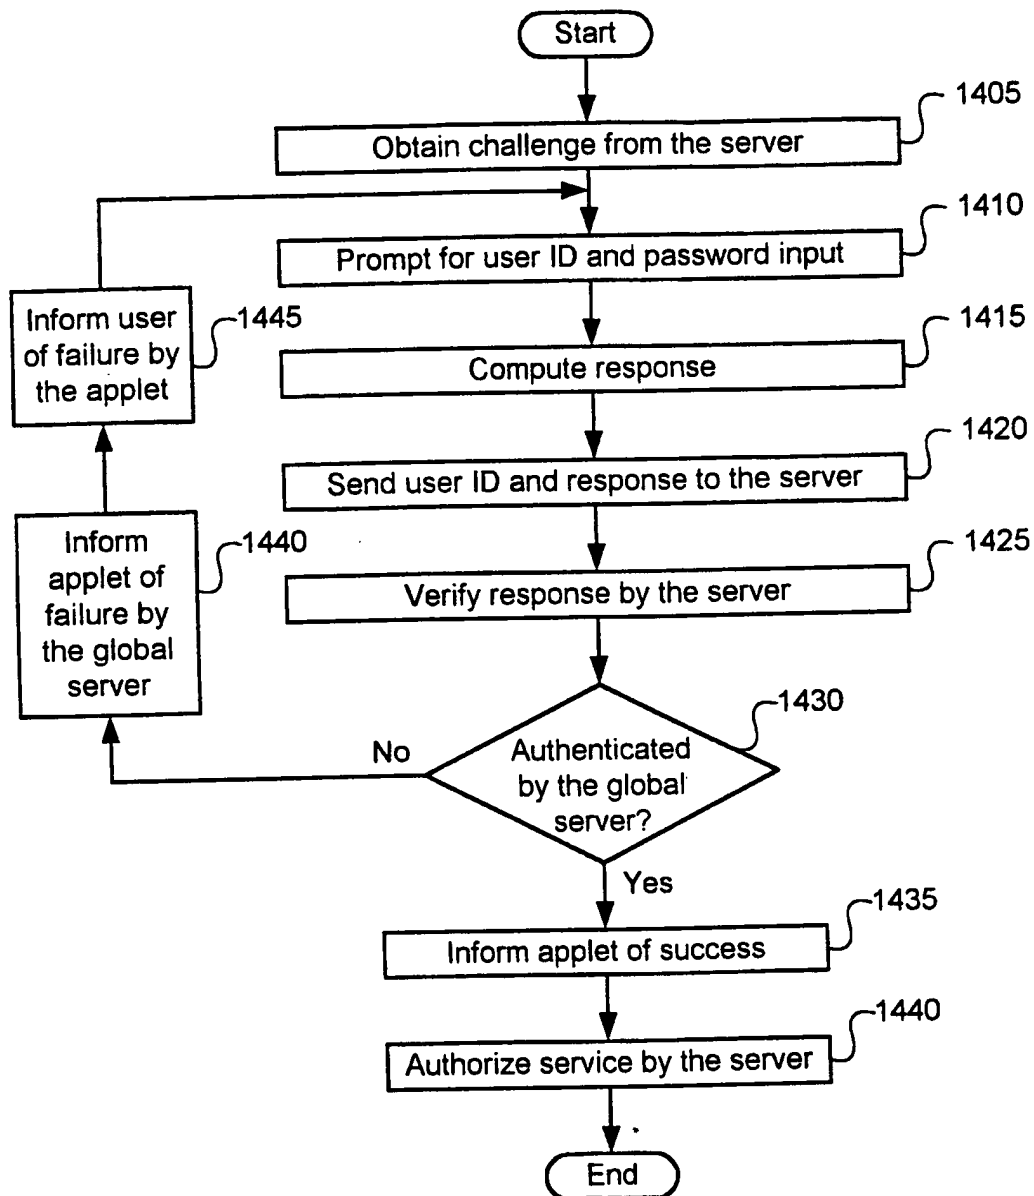 Start
1405
Obtain challenge from the server
1410
Prompt for user ID and password input
1415
Compute response
1420
Send user ID and response to the server
1425
Verify response by the server
1430
Authenticated
by the global
server?
No
Yes
1440
Inform
applet of
failure by
the global
server
1445
Inform user
of failure by
the applet
1435
Inform applet of success
1440
Authorize service by the server
End